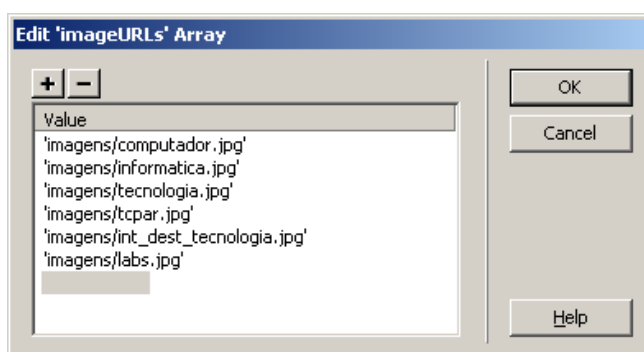 Edit 'imageURLs' Array
+ −
OK
Value
Cancel
'imagens/computador.jpg'
'imagens/informatica.jpg'
'imagens/tecnologia.jpg'
'imagens/tcpar.jpg'
'imagens/int_dest_tecnologia.jpg'
'imagens/labs.jpg'
Help